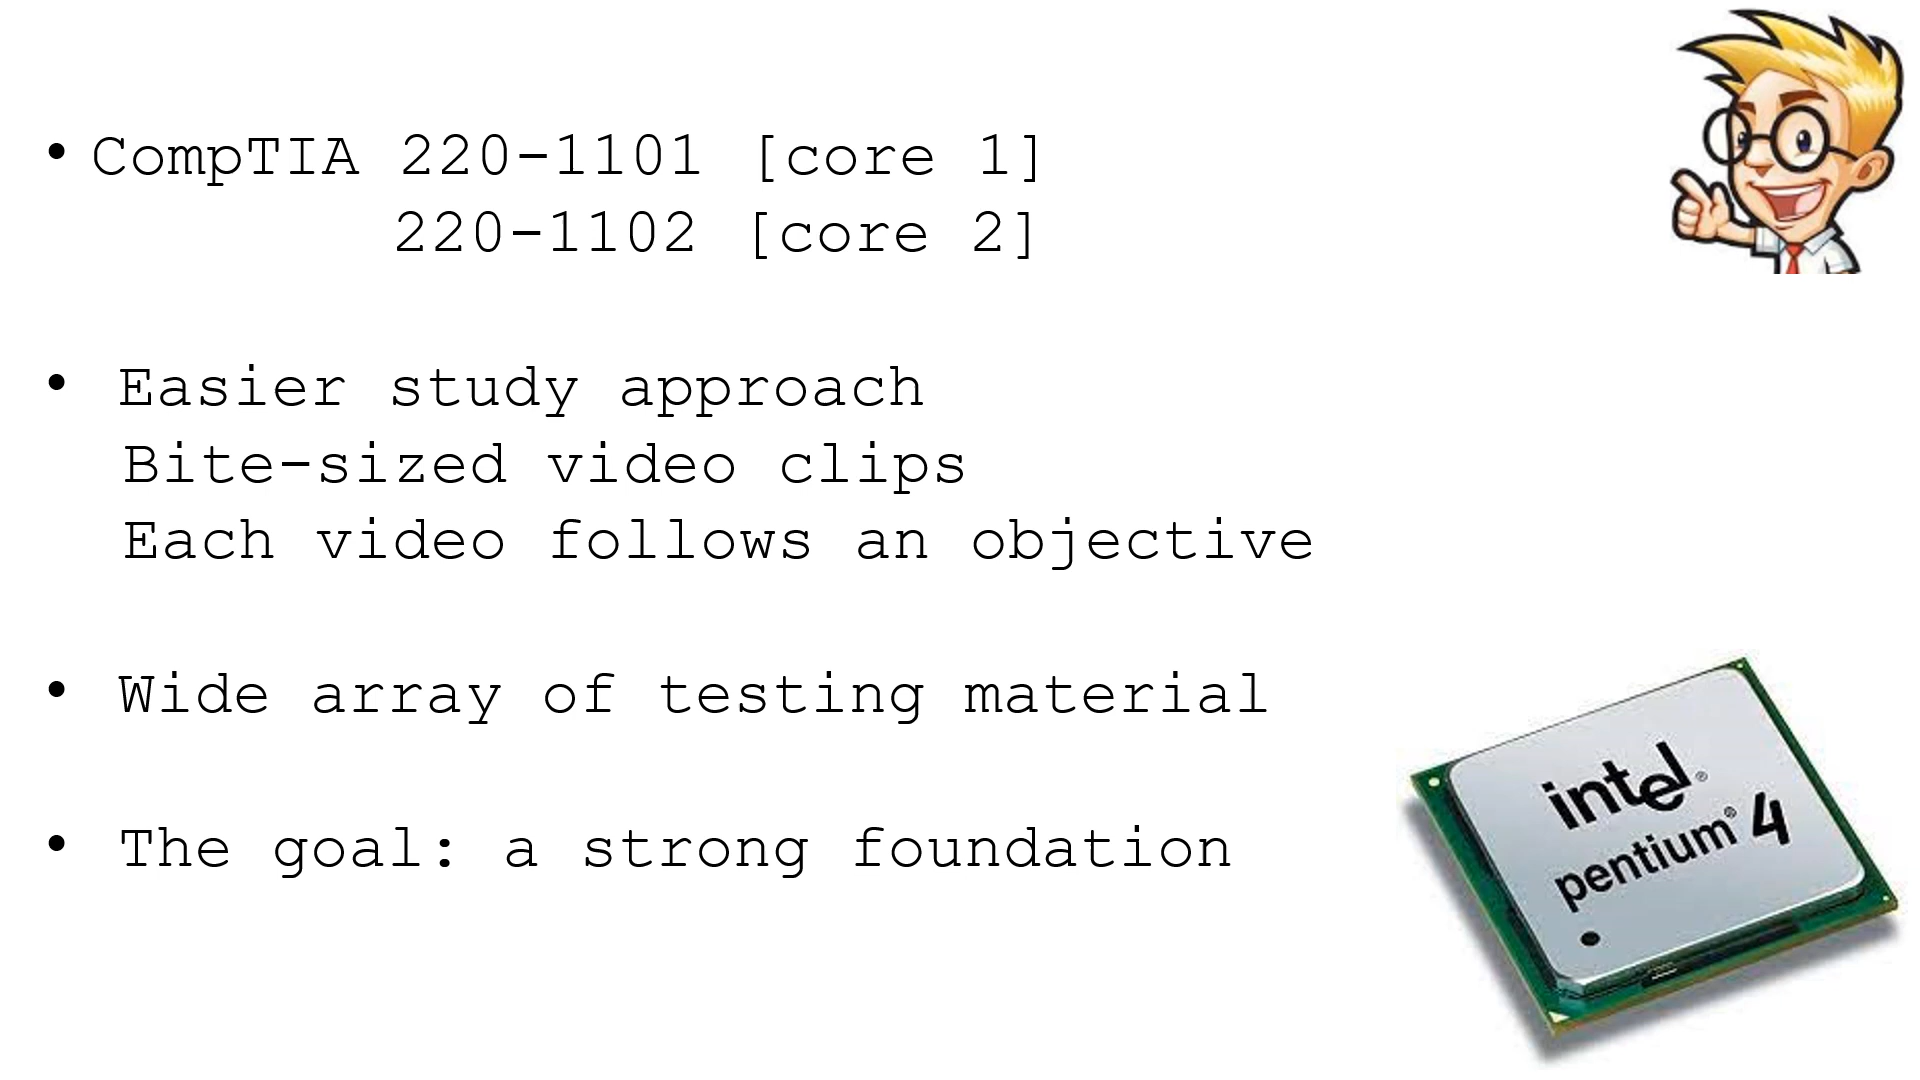 • CompTIA 220-1101 [core 1]
220-1102 [core 2]
• Easier study approach
Bite-sized video clips
Each video follows an objective
• Wide array of testing material
• The goal: a strong foundation
intel®
pentium® 4